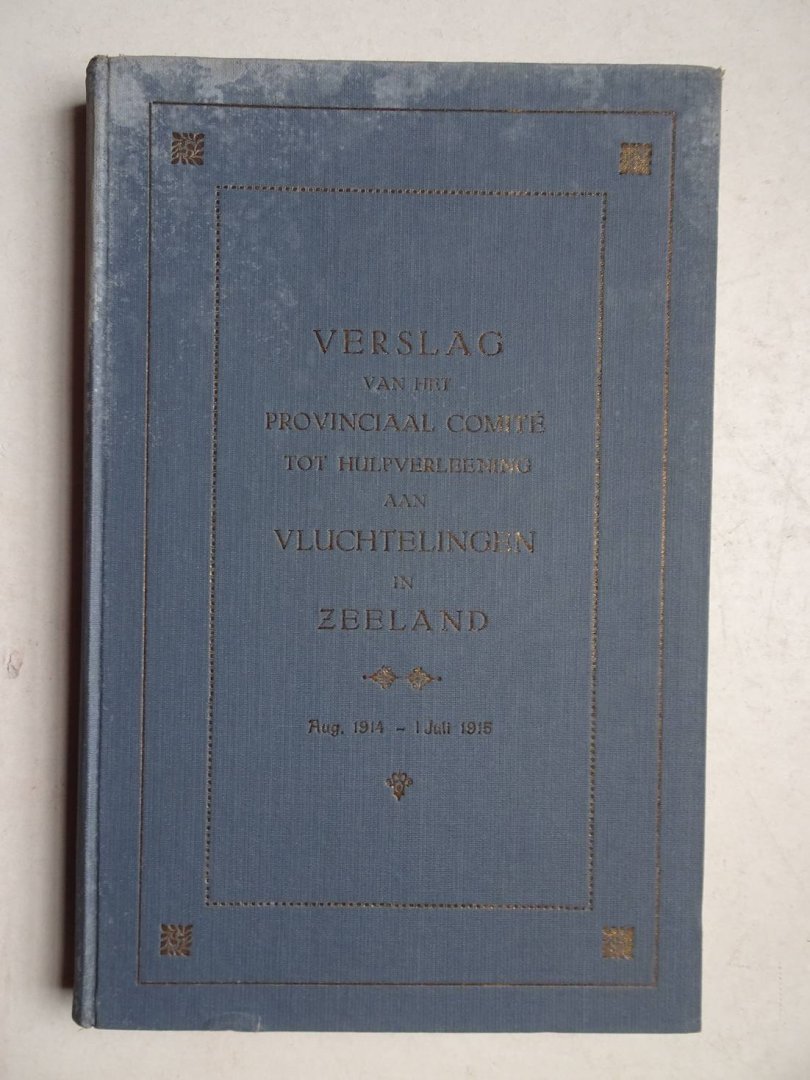 VERSLAG
VAN HET
PROVINCIAAL COMITÉ
TOT HULPVERLEENING
AAN
VLUCHTELINGEN
IN
ZEELAND
Aug. 1914 - 1 Juli 1915